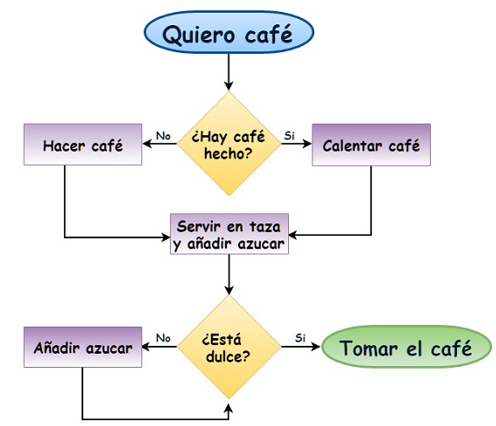 Quiero café
¿Hay café
hecho?
No
Si
Hacer café
Calentar café
Servir en taza
y añadir azucar
¿Está
dulce?
No
Si
Añadir azucar
Tomar el café